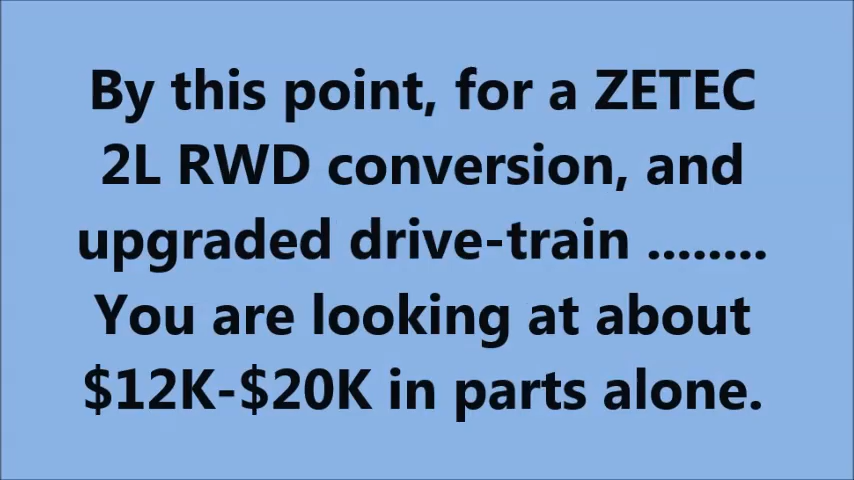 By this point, for a ZETEC
2L RWD conversion, and
upgraded drive-train ........
You are looking at about
$12K-$20K in parts alone.